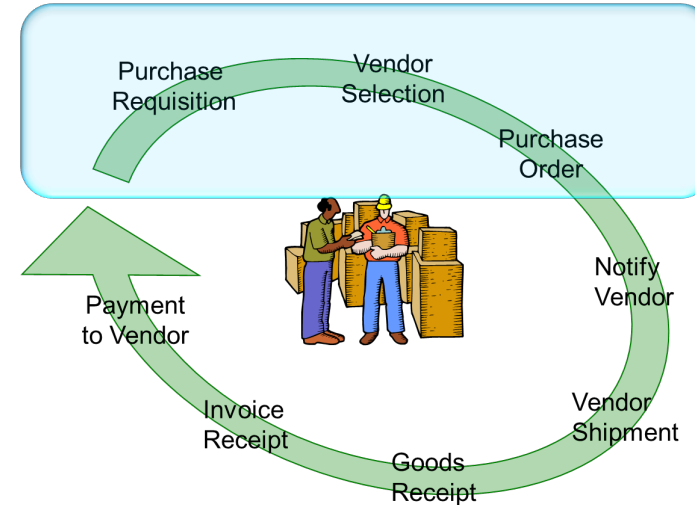 Purchase
Requisition
Vendor
Selection
Purchase
Order
Notify
Vendor
Vendor
Shipment
Goods
Receipt
Invoice
Receipt
Payment
to Vendor